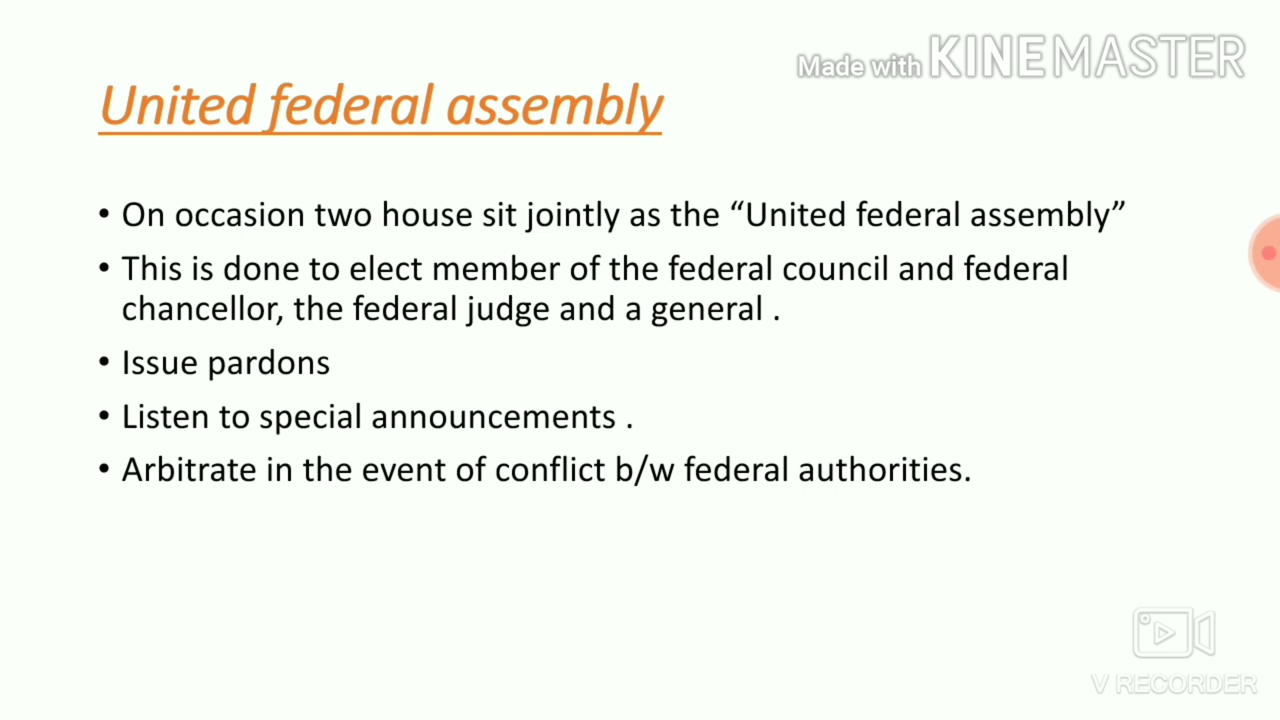 Made with KINEMASTER
United federal assembly
• On occasion two house sit jointly as the “United federal assembly”
• This is done to elect member of the federal council and federal
chancellor, the federal judge and a general .
• Issue pardons
• Listen to special announcements .
• Arbitrate in the event of conflict b/w federal authorities.
V RECORDER